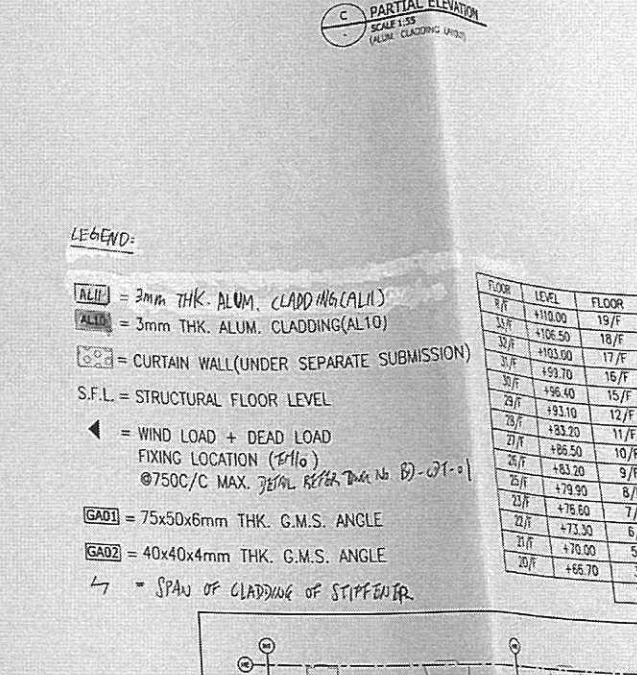 C PARTIAL ELEVATION
- SCALE 1:55
(ALUM. CLADDING LAYOUT)
LEGEND:
AL11 = 3mm THK. ALUM. CLADDING(AL11)
AL10 = 3mm THK. ALUM. CLADDING(AL10)
= CURTAIN WALL(UNDER SEPARATE SUBMISSION)
S.F.L. = STRUCTURAL FLOOR LEVEL
= WIND LOAD + DEAD LOAD
FIXING LOCATION
@750C/C MAX. DETAIL REFER No.
GA01 = 75x50x6mm THK. G.M.S. ANGLE
GA02 = 40x40x4mm THK. G.M.S. ANGLE
= SPAN OF CLADDING OF STIFFENER
FLOOR LEVEL FLOOR
R/F +110.00 19/F
33/F +106.50 18/F
32/F +103.00 17/F
31/F +99.70 16/F
30/F +96.40 15/F
29/F +93.10 12/F
28/F 11/F
27/F +86.50 10/F
26/F +83.20 9/F
25/F +79.90 8/
23/F +76.60 7/
22/F +73.30 6
21/F +70.00 5
20/F +66.70